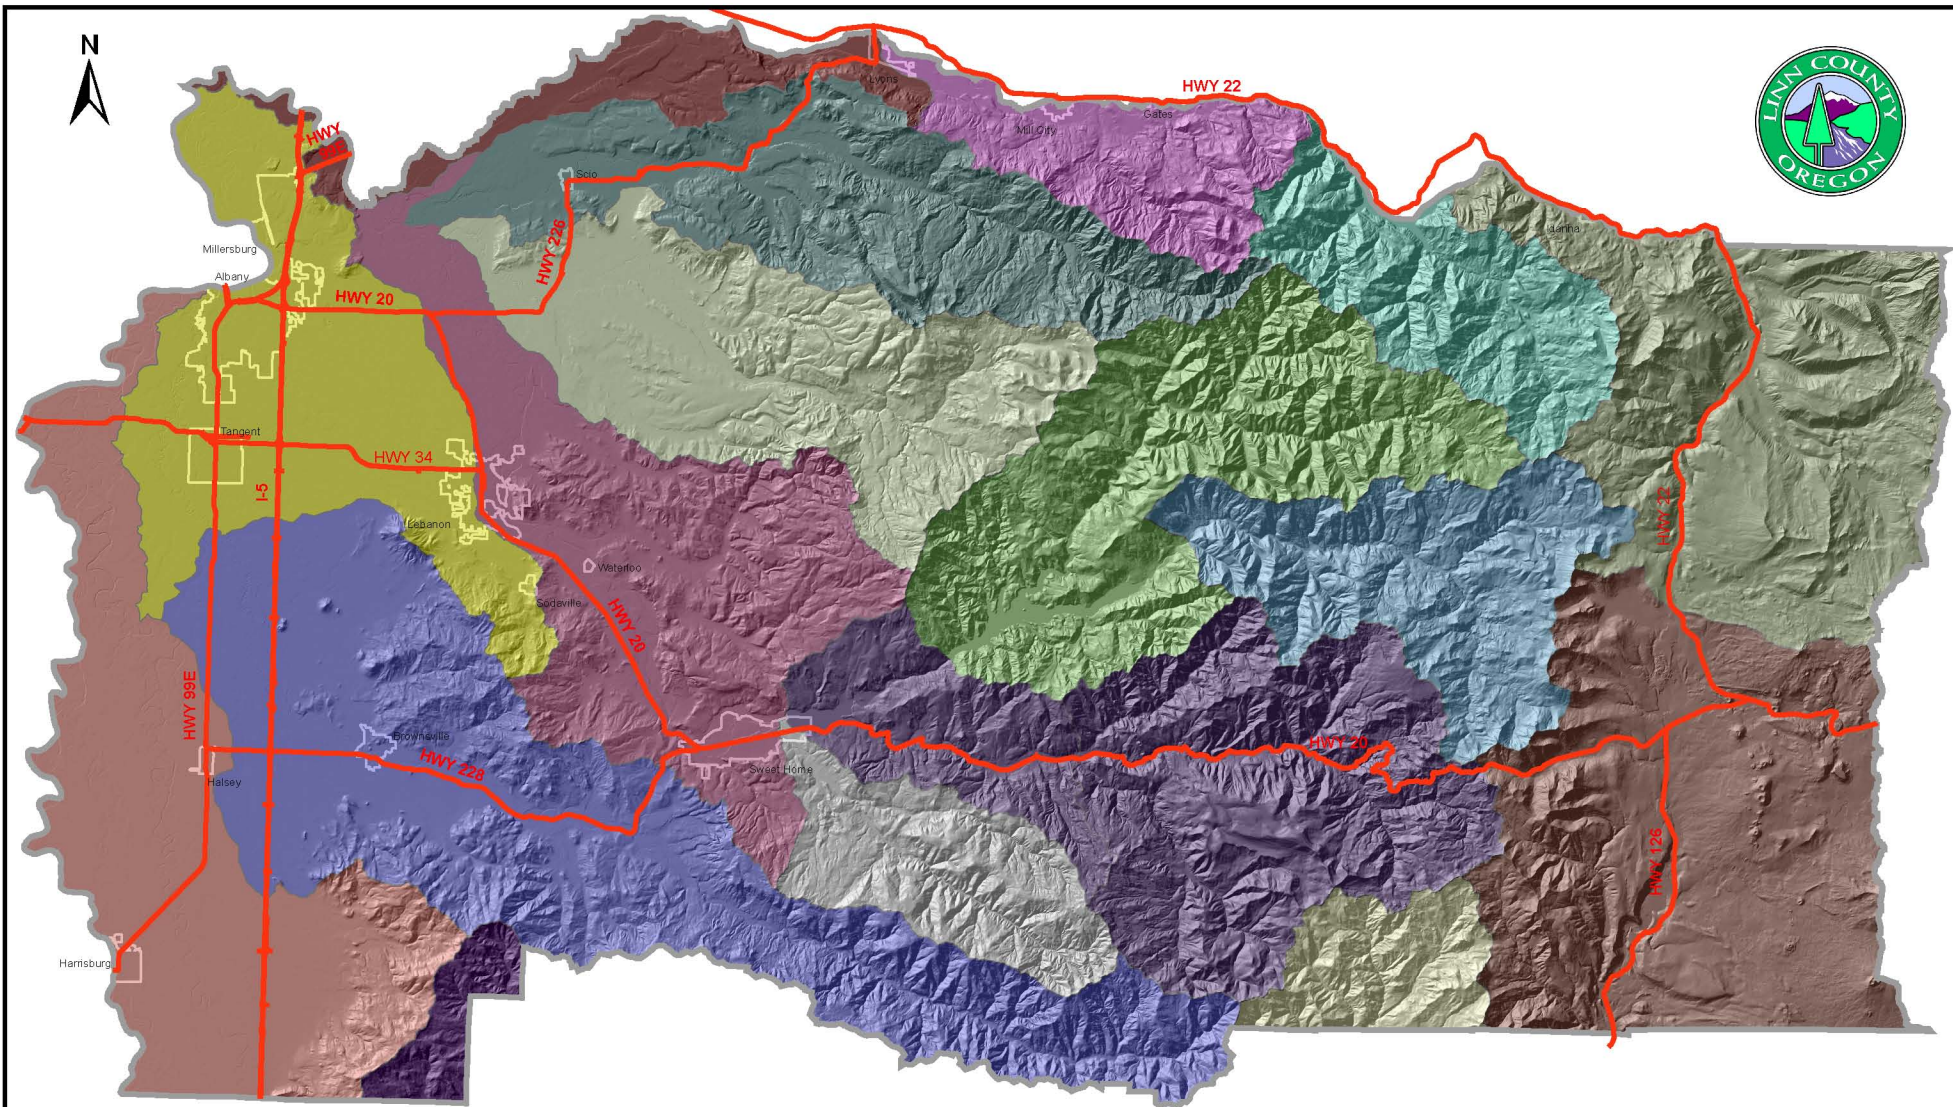 N
LINN COUNTY
OREGON
HWY 22
Lyons
Mill City
Gates
HWY
Scio
Idanha
HWY 226
Millersburg
Albany
HWY 20
Tangent
HWY 34
I-5
Lebanon
HWY 22
Waterloo
Sodaville
HWY 20
HWY 99E
Brownsville
HWY 228
Halsey
Sweet Home
HWY 20
HWY 126
Harrisburg